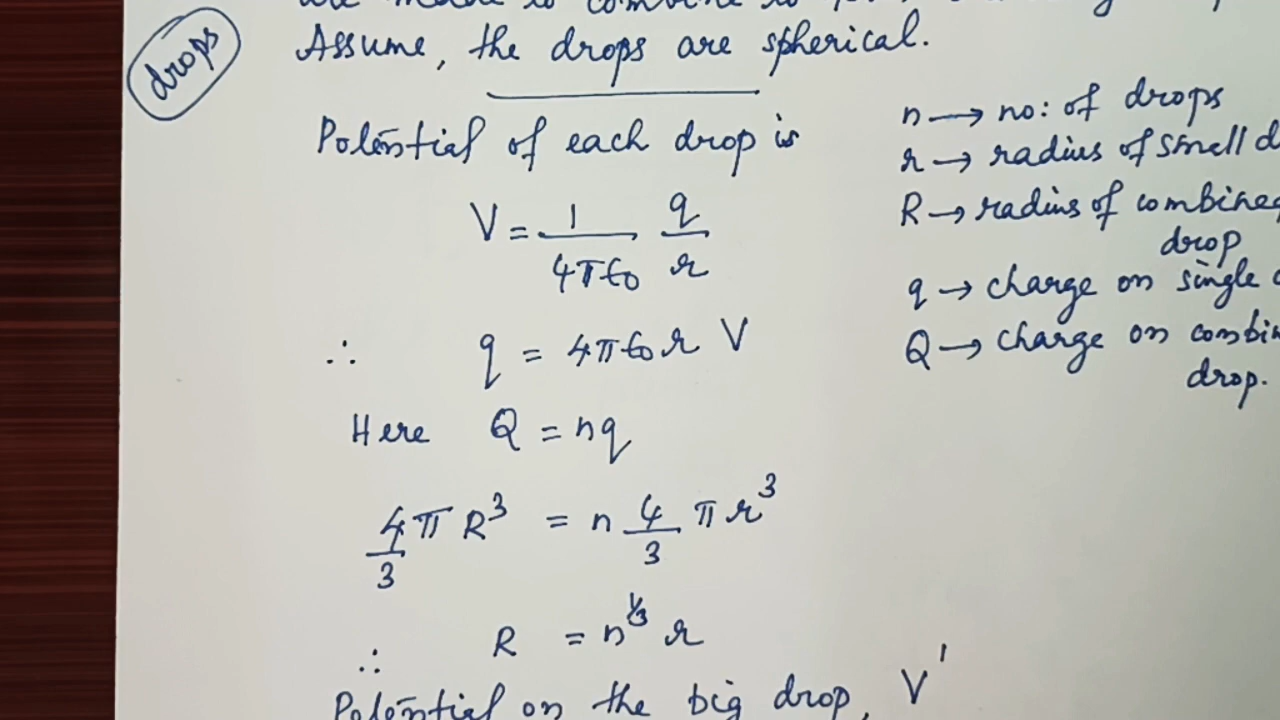 drops
Assume, the drops are spherical.
Potential of each drop is
V = 1/4πϵ₀ q/r
∴ q = 4πϵ₀ r V
Here Q = nq
4/3 π R³ = n 4/3 π r³
∴ R = n^1/3 r
Potential on the big drop, V'
n → no: of drops
r → radius of small
R → radius of combined
drop
q → charge on single
Q → charge on
drop.